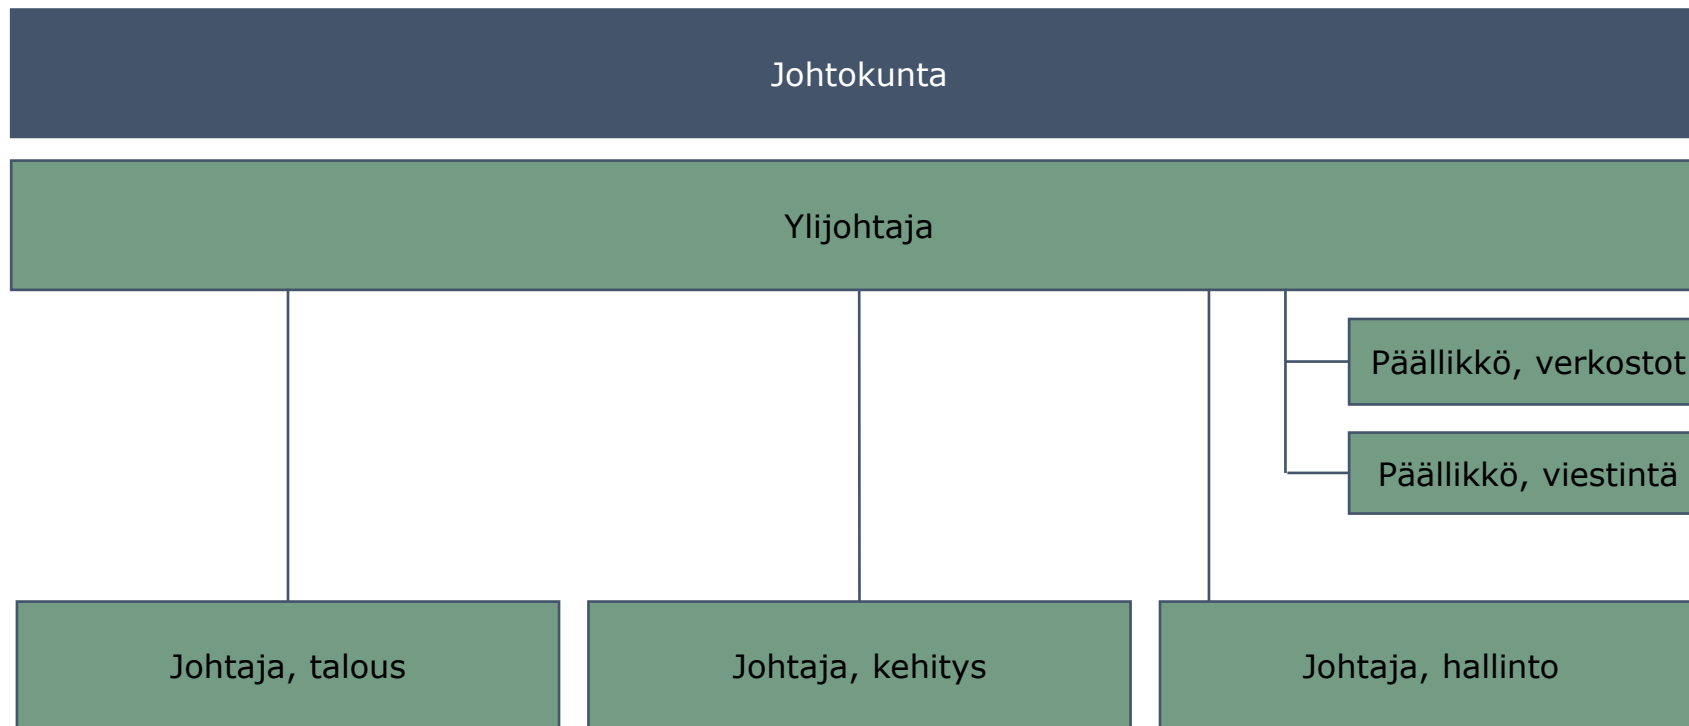 Johtokunta
Ylijohtaja
Päällikkö, verkostot
Päällikkö, viestintä
Johtaja, talous
Johtaja, kehitys
Johtaja, hallinto